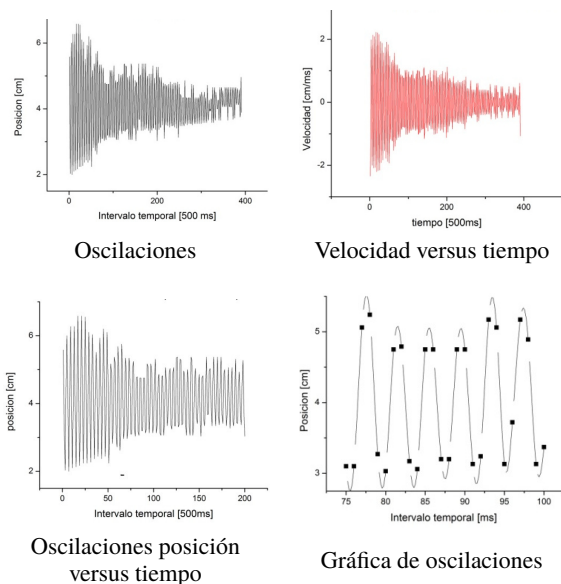 6
4
2
Posicion [cm]
0
200
400
Intervalo temporal [500 ms]
Oscilaciones
2
0
-2
Velocidad [cm/ms]
0
200
400
tiempo [500ms]
Velocidad versus tiempo
6
4
2
posicion [cm]
0
50
100
150
200
Intervalo temporal [500ms]
Oscilaciones posición
versus tiempo
5
4
3
Posicion [cm]
75
80
85
90
95
100
Intervalo temporal [ms]
Gráfica de oscilaciones